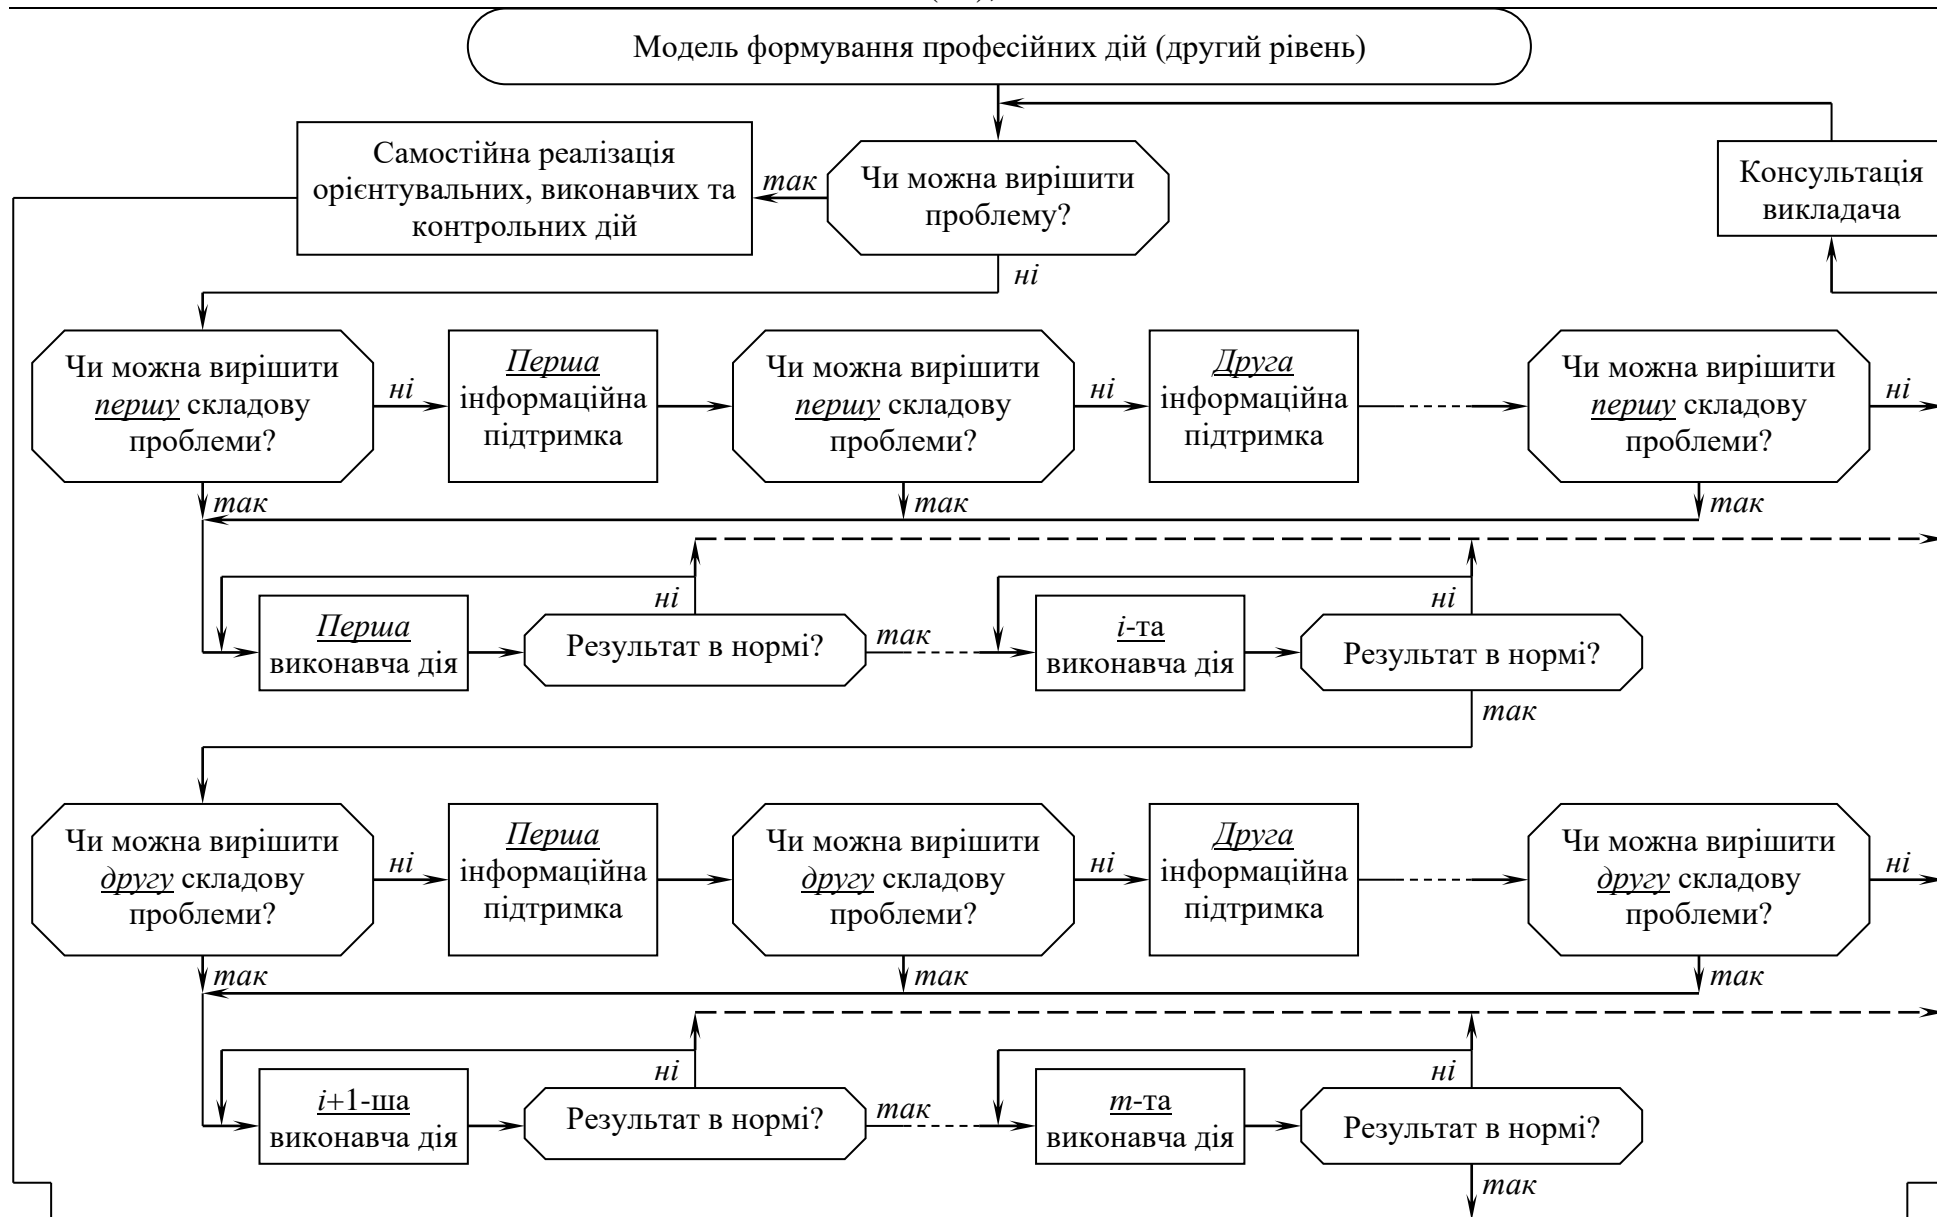 Модель формування професійних дій (другий рівень)
Самостійна реалізація
орієнтувальних, виконавчих та
контрольних дій
так
Чи можна вирішити
проблему?
Консультація
викладача
ні
Чи можна вирішити
першу складову
проблеми?
ні
Перша
інформаційна
підтримка
Чи можна вирішити
першу складову
проблеми?
ні
Друга
інформаційна
підтримка
Чи можна вирішити
першу складову
проблеми?
ні
так
так
так
ні
ні
Перша
виконавча дія
Результат в нормі?
так
і-та
виконавча дія
Результат в нормі?
так
Чи можна вирішити
другу складову
проблеми?
ні
Перша
інформаційна
підтримка
Чи можна вирішити
другу складову
проблеми?
ні
Друга
інформаційна
підтримка
Чи можна вирішити
другу складову
проблеми?
ні
так
так
так
ні
ні
і+1-ша
виконавча дія
Результат в нормі?
так
m-та
виконавча дія
Результат в нормі?
так